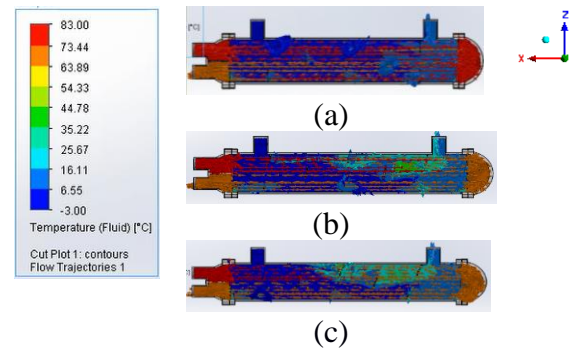 83.00
73.44
63.89
54.33
44.78
35.22
25.67
16.11
6.55
-3.00
Temperature (Fluid) [°C]
Cut Plot 1: contours
Flow Trajectories 1
[°C]
(a)
(b)
(c)
Z
X